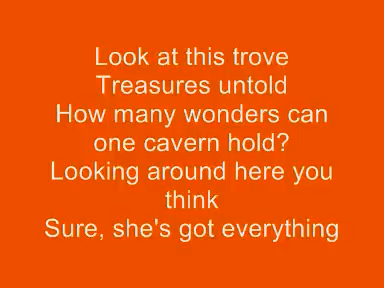 Look at this trove
Treasures untold
How many wonders can
one cavern hold?
Looking around here you
think
Sure, she's got everything